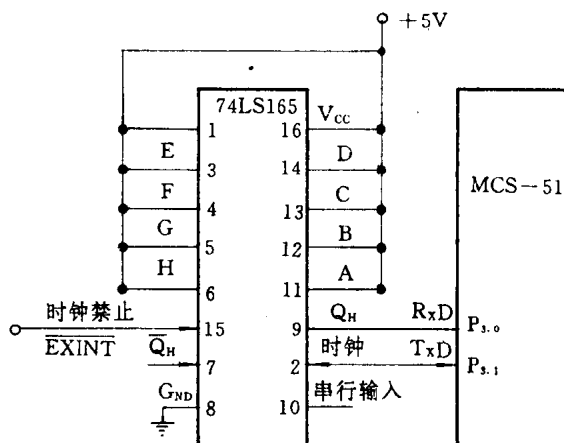 +5V
74LS165
1
16
Vcc
E
D
3
14
F
C
4
13
MCS-51
G
B
5
12
H
A
6
11
时钟禁止
15
EXINT
QH
9
RxD
P3.0
Q̅H
7
时钟
2
TxD
P3.1
GND
8
串行输入
10